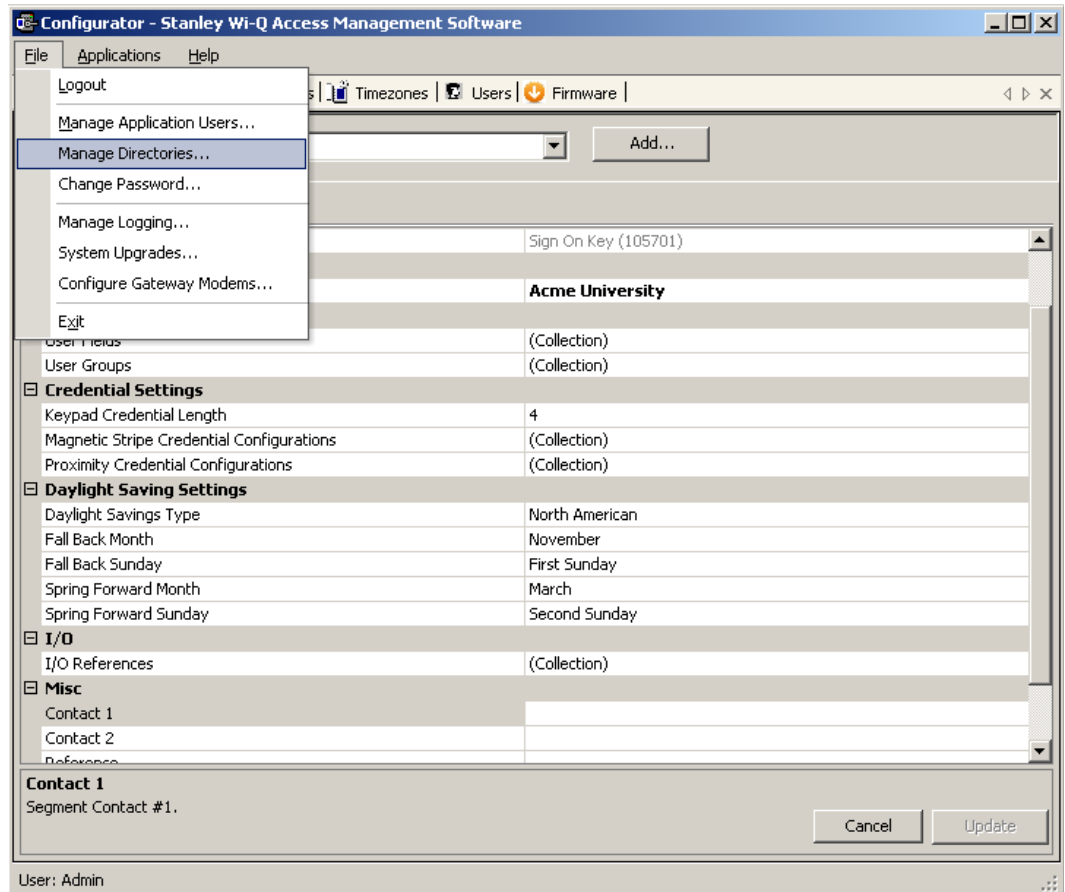 Configurator - Stanley Wi-Q Access Management Software
File Applications Help
Logout
Manage Application Users...
Manage Directories...
Change Password...
Manage Logging...
System Upgrades...
Configure Gateway Modems...
Exit
Timezones Users Firmware
Add...
Sign On Key (105701)
Acme University
User Fields (Collection)
User Groups (Collection)
Credential Settings
Keypad Credential Length 4
Magnetic Stripe Credential Configurations (Collection)
Proximity Credential Configurations (Collection)
Daylight Saving Settings
Daylight Savings Type North American
Fall Back Month November
Fall Back Sunday First Sunday
Spring Forward Month March
Spring Forward Sunday Second Sunday
I/O
I/O References (Collection)
Misc
Contact 1
Contact 2
Reference
Contact 1
Segment Contact #1.
Cancel Update
User: Admin